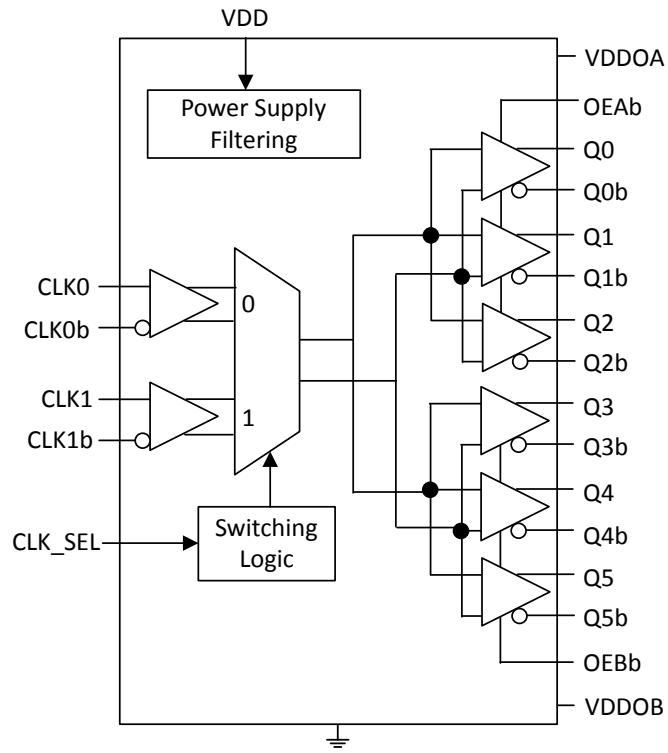 VDD
VDDOA
Power Supply
Filtering
OEAb
Q0
Q0b
Q1
Q1b
CLK0
0
CLK0b
Q2
Q2b
CLK1
1
CLK1b
Q3
Q3b
Switching
Logic
CLK_SEL
Q4
Q4b
Q5
Q5b
OEBb
VDDOB